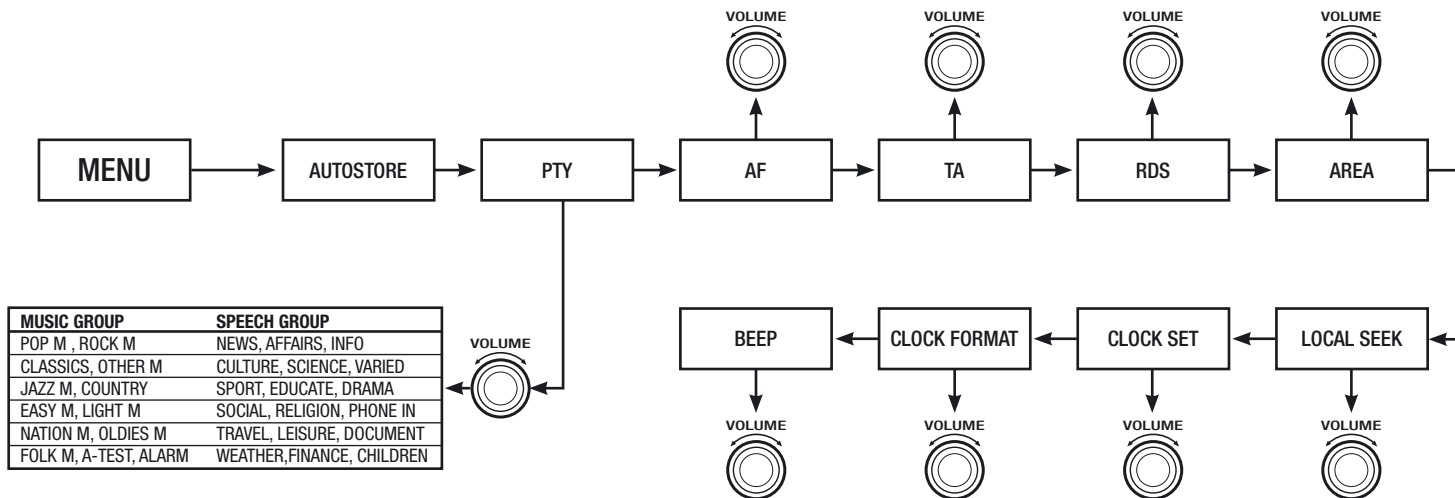 VOLUME VOLUME VOLUME VOLUME
MENU AUTOSTORE PTY AF TA RDS AREA
MUSIC GROUP SPEECH GROUP
POP M , ROCK M NEWS, AFFAIRS, INFO
CLASSICS, OTHER M CULTURE, SCIENCE, VARIED
JAZZ M, COUNTRY SPORT, EDUCATE, DRAMA
EASY M, LIGHT M SOCIAL, RELIGION, PHONE IN
NATION M, OLDIES M TRAVEL, LEISURE, DOCUMENT
FOLK M, A-TEST, ALARM WEATHER,FINANCE, CHILDREN
VOLUME
BEEP CLOCK FORMAT CLOCK SET LOCAL SEEK
VOLUME VOLUME VOLUME VOLUME